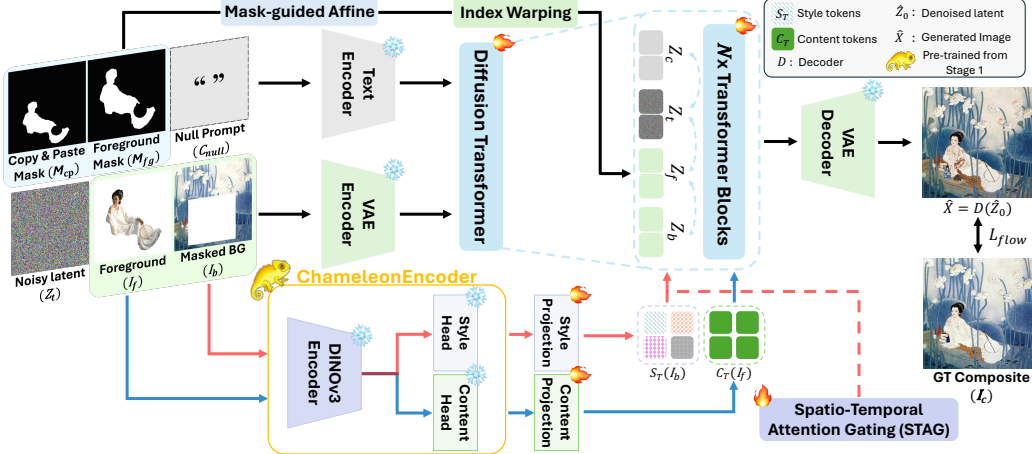 Mask-guided Affine
Index Warping
S_T : Style tokens
Ẑ_0 : Denoised latent
C_T : Content tokens
X̂ : Generated Image
D : Decoder
Pre-trained from
Stage 1
Copy & Paste
Mask (M_cp)
Foreground
Mask (M_fg)
“ ”
Null Prompt
(C_null)
Text
Encoder
VAE
Encoder
Diffusion Transformer
Z_c
Z_t
Z_f
Z_b
Nx Transformer Blocks
VAE
Decoder
X̂ = D(Ẑ_0)
L_flow
Noisy latent
(Z_t)
Foreground
(I_f)
Masked BG
(I_b)
ChameleonEncoder
DINOv3
Encoder
Style
Head
Content
Head
Style
Projection
Content
Projection
S_T(I_b)
C_T(I_f)
Spatio-Temporal
Attention Gating (STAG)
GT Composite
(I_c)